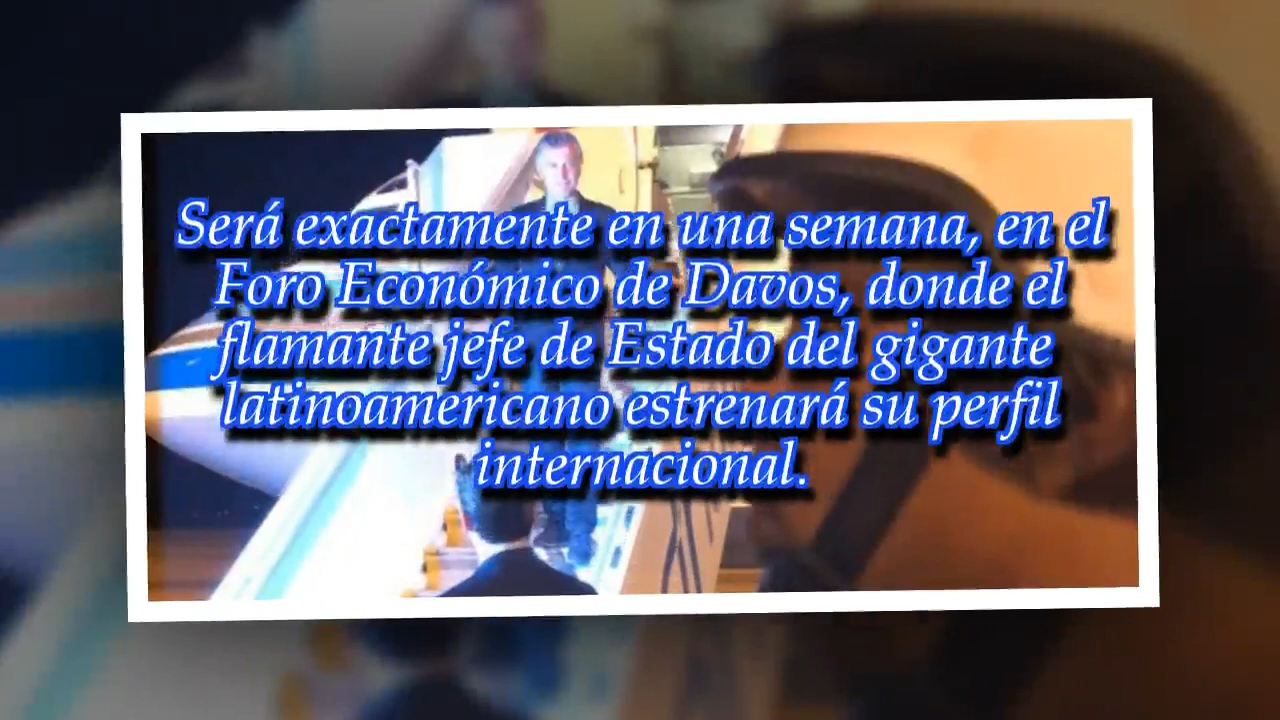 Será exactamente en una semana, en el
Foro Económico de Davos, donde el
flamante jefe de Estado del gigante
latinoamericano estrenará su perfil
internacional.